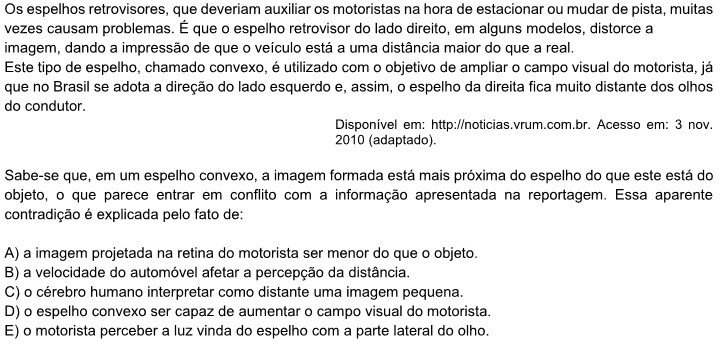 Os espelhos retrovisores, que deveriam auxiliar os motoristas na hora de estacionar ou mudar de pista, muitas
vezes causam problemas. É que o espelho retrovisor do lado direito, em alguns modelos, distorce a
imagem, dando a impressão de que o veículo está a uma distância maior do que a real.
Este tipo de espelho, chamado convexo, é utilizado com o objetivo de ampliar o campo visual do motorista, já
que no Brasil se adota a direção do lado esquerdo e, assim, o espelho da direita fica muito distante dos olhos
do condutor.
Disponível em: http://noticias.vrum.com.br. Acesso em: 3 nov.
2010 (adaptado).
Sabe-se que, em um espelho convexo, a imagem formada está mais próxima do espelho do que este está do
objeto, o que parece entrar em conflito com a informação apresentada na reportagem. Essa aparente
contradição é explicada pelo fato de:
A) a imagem projetada na retina do motorista ser menor do que o objeto.
B) a velocidade do automóvel afetar a percepção da distância.
C) o cérebro humano interpretar como distante uma imagem pequena.
D) o espelho convexo ser capaz de aumentar o campo visual do motorista.
E) o motorista perceber a luz vinda do espelho com a parte lateral do olho.